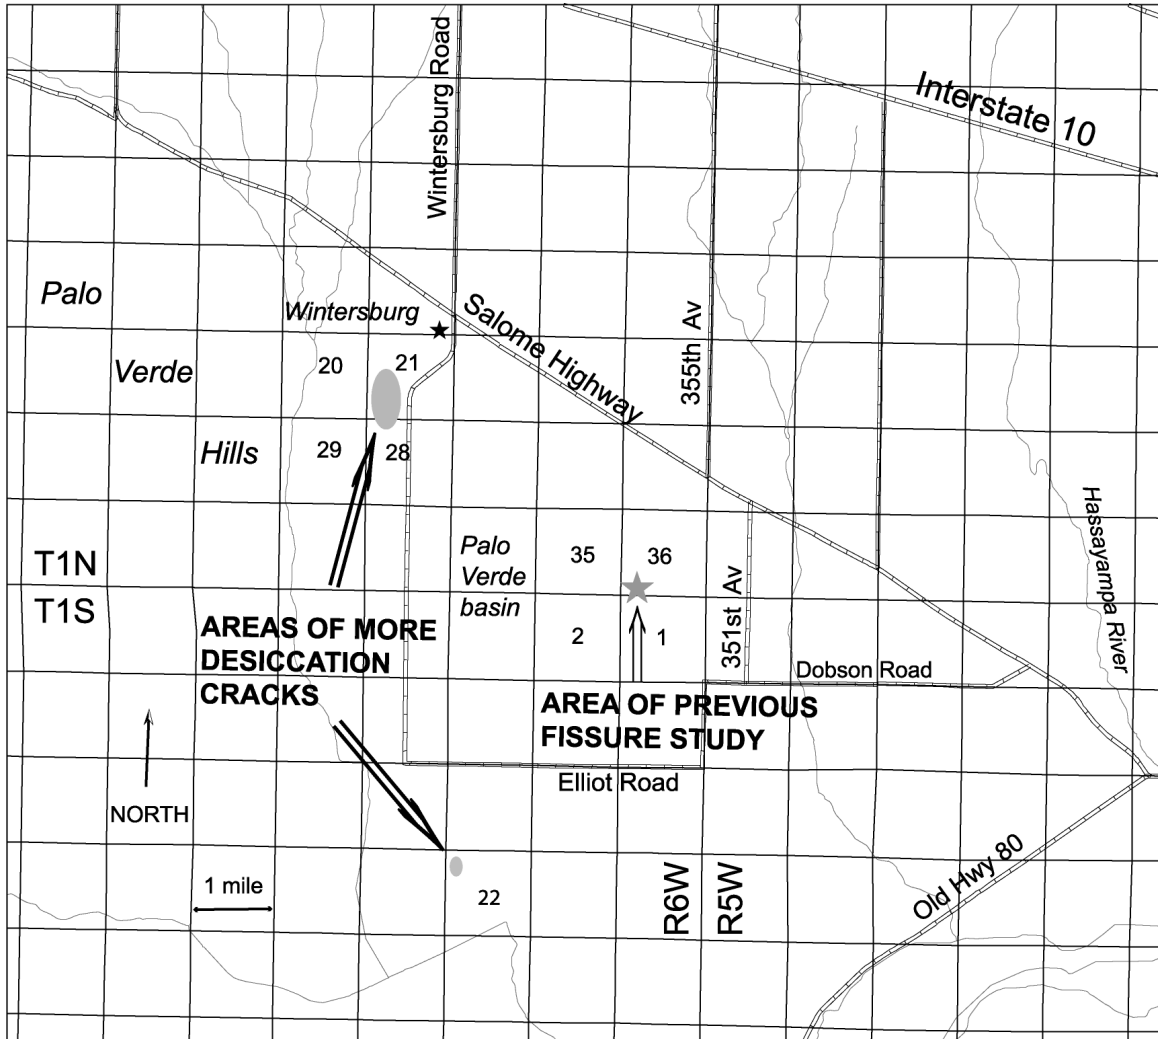 Wintersburg Road
Interstate 10
Palo
Wintersburg
Salome Highway
355th Av
Verde
20
21
Hills
29
28
Hassayampa River
T1N
T1S
Palo
Verde
basin
35
36
2
1
351st Av
AREAS OF MORE
DESICCATION
CRACKS
Dobson Road
AREA OF PREVIOUS
FISSURE STUDY
Elliot Road
NORTH
1 mile
22
R6W
R5W
Old Hwy 80